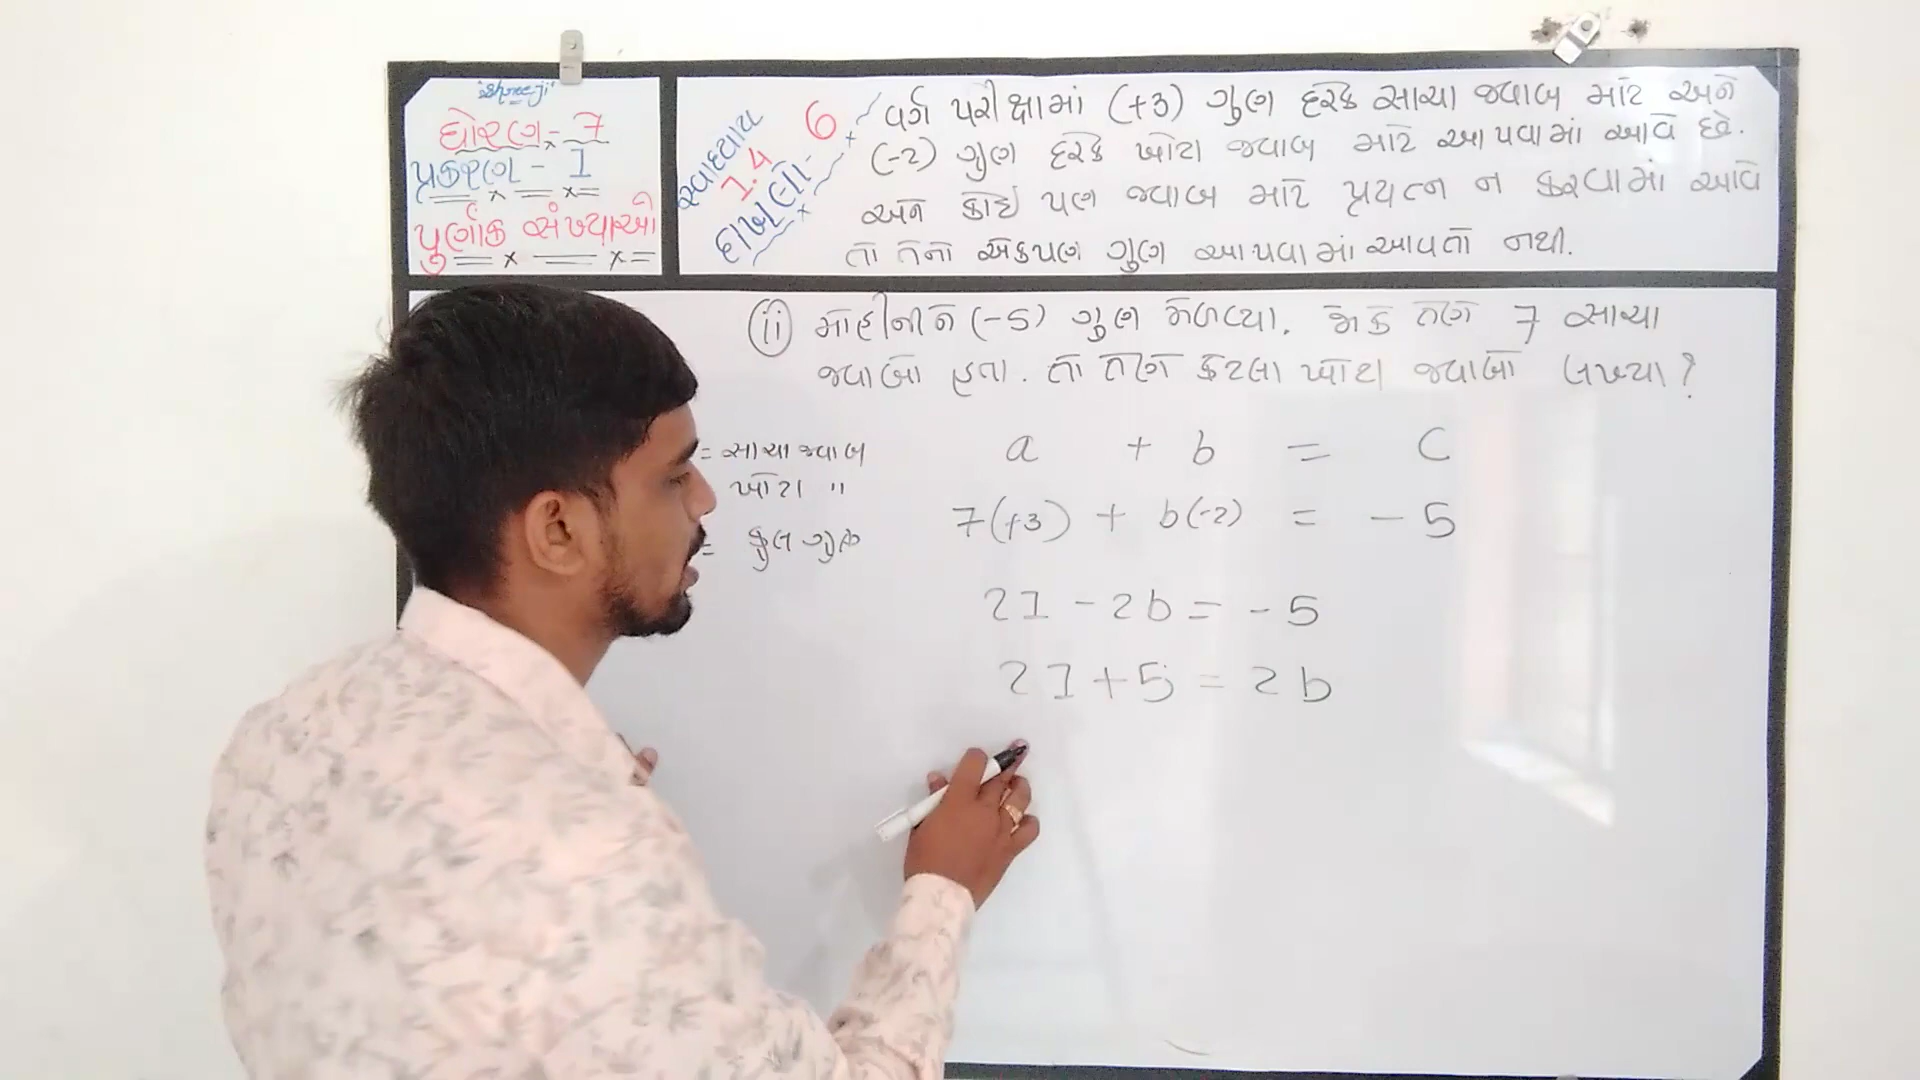 Shreeji
ધોરણ - 7
પ્રકરણ - 1
પુર્ણાંક સંખ્યાઓ
સ્વાધ્યાય
1.4
દાખલો - 6
વર્ગ પરીક્ષામાં (+3) ગુણ દરેક સાચા જવાબ માટે અને
(-2) ગુણ દરેક ખોટા જવાબ માટે આપવામાં આવે છે.
અને કોઈ પણ જવાબ માટે પ્રયત્ન ન કરવામાં આવે
તો તેનો એકપણ ગુણ આપવામાં આવતો નથી.
(ii) મોહીનીને (-5) ગુણ મેળવ્યા. જો કે તેણે 7 સાચા
જવાબો હતા. તો તેણે કેટલા ખોટા જવાબો લખ્યા?
= સાચા જવાબ
ખોટા "
= કુલ ગુણ
a + b = C
7(+3) + b(-2) = -5
21 - 2b = -5
21 + 5 = 2b